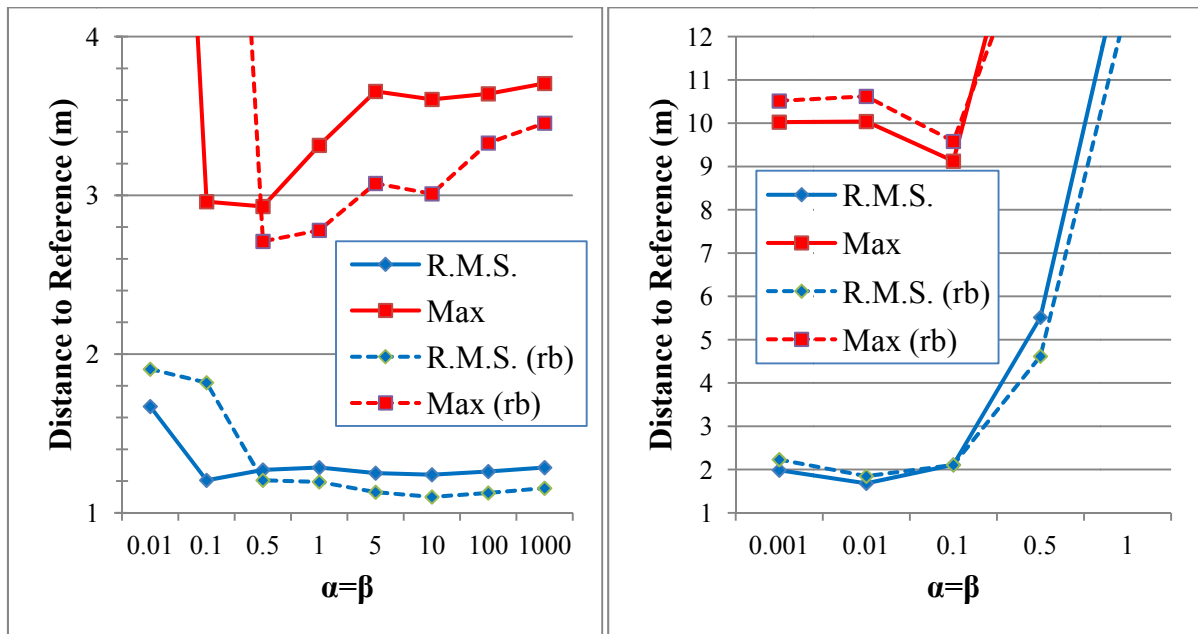 Distance to Reference (m)
4
3
2
1
R.M.S.
Max
R.M.S. (rb)
Max (rb)
0.01 0.1 0.5 1 5 10 100 1000
α=β
Distance to Reference (m)
12
11
10
9
8
7
6
5
4
3
2
1
R.M.S.
Max
R.M.S. (rb)
Max (rb)
0.001 0.01 0.1 0.5 1
α=β